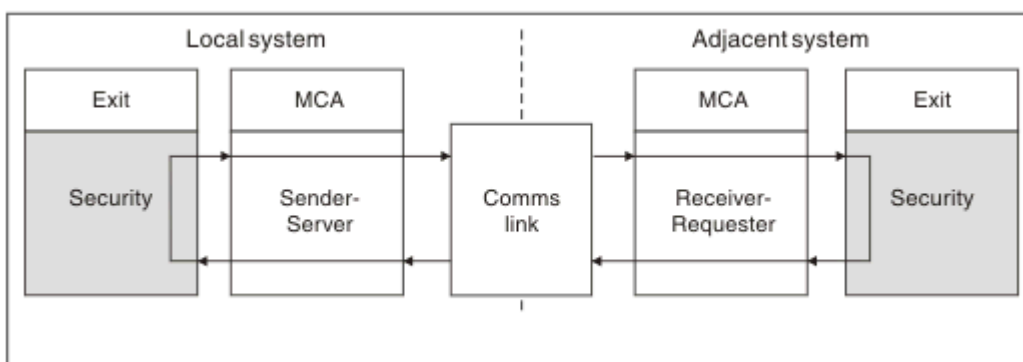 Local system
Adjacent system
Exit
MCA
MCA
Exit
Security
Sender-
Server
Comms
link
Receiver-
Requester
Security